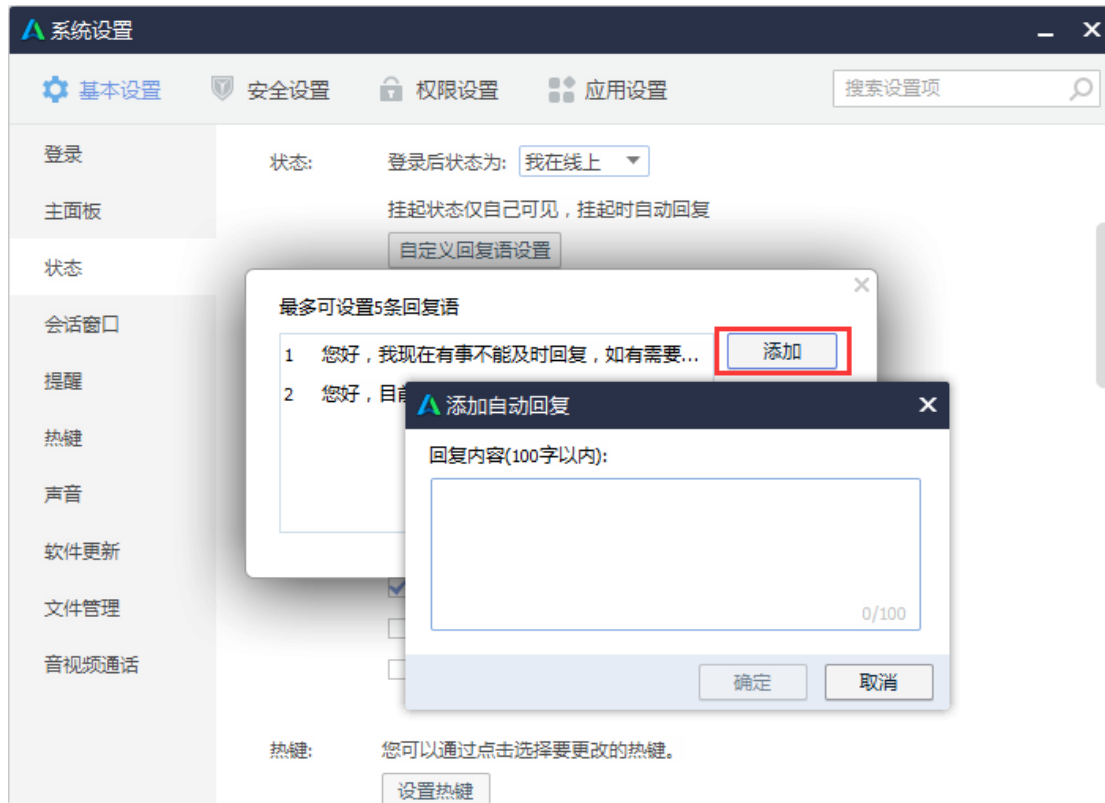 系统设置
基本设置 安全设置 权限设置 应用设置 搜索设置项
登录
主面板
状态
会话窗口
提醒
热键
声音
软件更新
文件管理
音视频通话
状态: 登录后状态为: 我在线上
挂起状态仅自己可见，挂起时自动回复
自定义回复语设置
最多可设置5条回复语
1 您好，我现在有事不能及时回复，如有需要... 添加
2 您好，目前
添加自动回复
回复内容(100字以内):
0/100
确定 取消
热键: 您可以通过点击选择要更改的热键。
设置热键